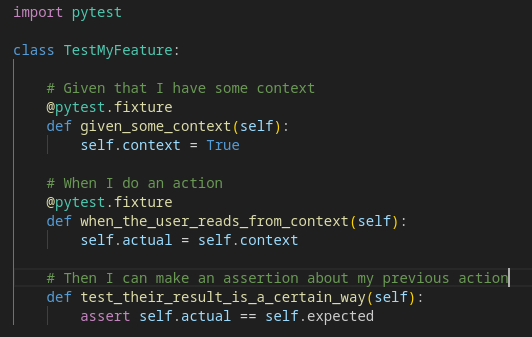 import pytest
class TestMyFeature:
# Given that I have some context
@pytest.fixture
def given_some_context(self):
self.context = True
# When I do an action
@pytest.fixture
def when_the_user_reads_from_context(self):
self.actual = self.context
# Then I can make an assertion about my previous action
def test_their_result_is_a_certain_way(self):
assert self.actual == self.expected